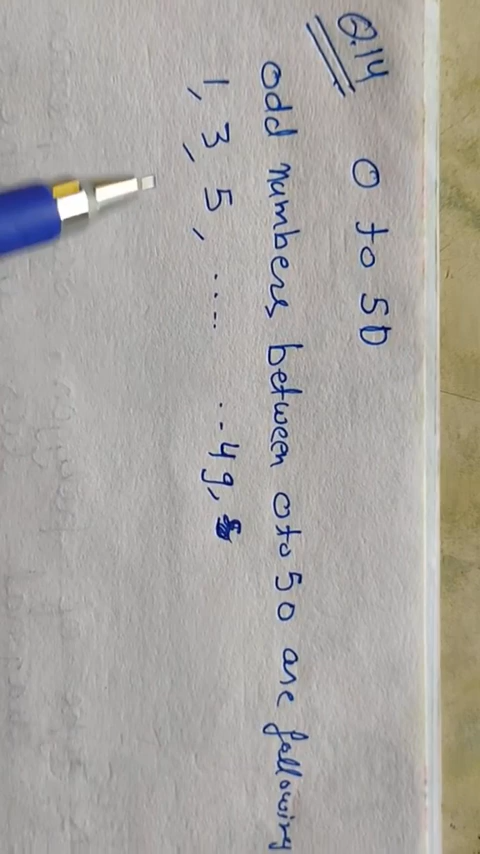 Q.14 0 to 50
odd numbers between 0 to 50 are following
1, 3, 5, .... ..49,